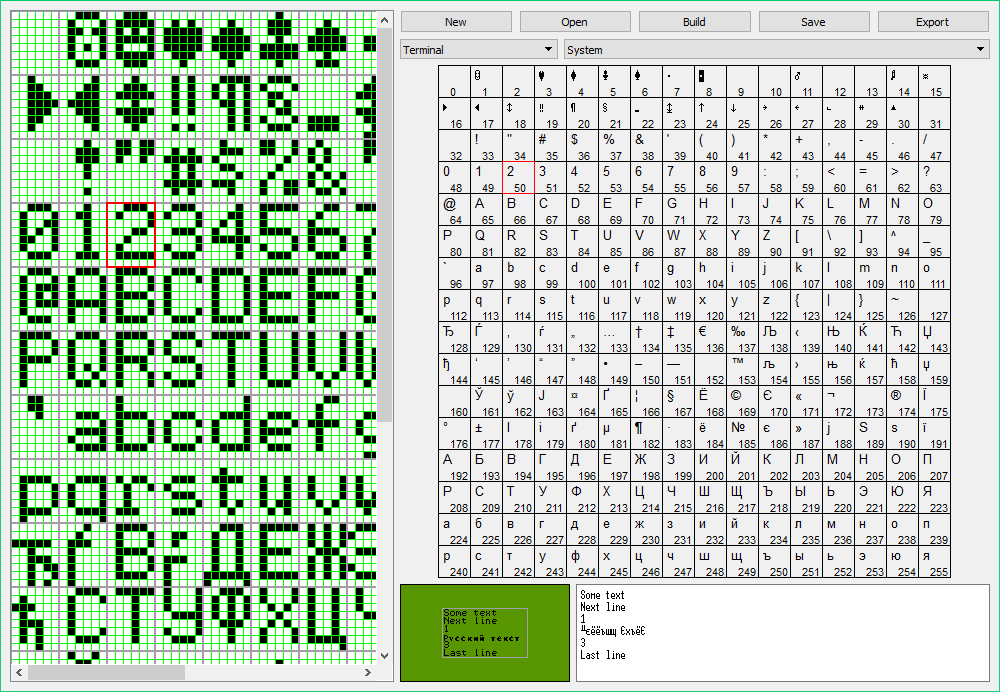 New Open Build Save Export
Terminal System
0 1 2 3 4 5 6 7 8 9 10 11 12 13 14 15
16 17 18 19 20 21 22 23 24 25 26 27 28 29 30 31
! " # $ % & ' ( ) * + , - . /
32 33 34 35 36 37 38 39 40 41 42 43 44 45 46 47
0 1 2 3 4 5 6 7 8 9 : ; < = > ?
48 49 50 51 52 53 54 55 56 57 58 59 60 61 62 63
@ A B C D E F G H I J K L M N O
64 65 66 67 68 69 70 71 72 73 74 75 76 77 78 79
P Q R S T U V W X Y Z [ \ ] ^ _
80 81 82 83 84 85 86 87 88 89 90 91 92 93 94 95
` a b c d e f g h i j k l m n o
96 97 98 99 100 101 102 103 104 105 106 107 108 109 110 111
p q r s t u v w x y z { | } ~
112 113 114 115 116 117 118 119 120 121 122 123 124 125 126 127
Ђ Ѓ ‚ ѓ „ … † ‡ € ‰ Љ ‹ Њ Ќ Ћ Џ
128 129 130 131 132 133 134 135 136 137 138 139 140 141 142 143
ђ ‘ ’ “ ” • – — ™ љ › њ ќ ћ џ
144 145 146 147 148 149 150 151 152 153 154 155 156 157 158 159
Ў ў Ј ¤ Ґ ¦ § Ё © Є « ¬ ® Ї
160 161 162 163 164 165 166 167 168 169 170 171 172 173 174 175
° ± І і ґ µ ¶ · ё № є » ј Ѕ ѕ ї
176 177 178 179 180 181 182 183 184 185 186 187 188 189 190 191
А Б В Г Д Е Ж З И Й К Л М Н О П
192 193 194 195 196 197 198 199 200 201 202 203 204 205 206 207
Р С Т У Ф Х Ц Ч Ш Щ Ъ Ы Ь Э Ю Я
208 209 210 211 212 213 214 215 216 217 218 219 220 221 222 223
а б в г д е ж з и й к л м н о п
224 225 226 227 228 229 230 231 232 233 234 235 236 237 238 239
р с т у ф х ц ч ш щ ъ ы ь э ю я
240 241 242 243 244 245 246 247 248 249 250 251 252 253 254 255
! " # $ % &
0 1 2 3 4 5 6
@ A B C D E F G
P Q R S T U V
` a b c d e f g
p q r s t u v
Some text
Next line
1
Русский текст
3
Last line
Some text
Next line
1
3
Last line